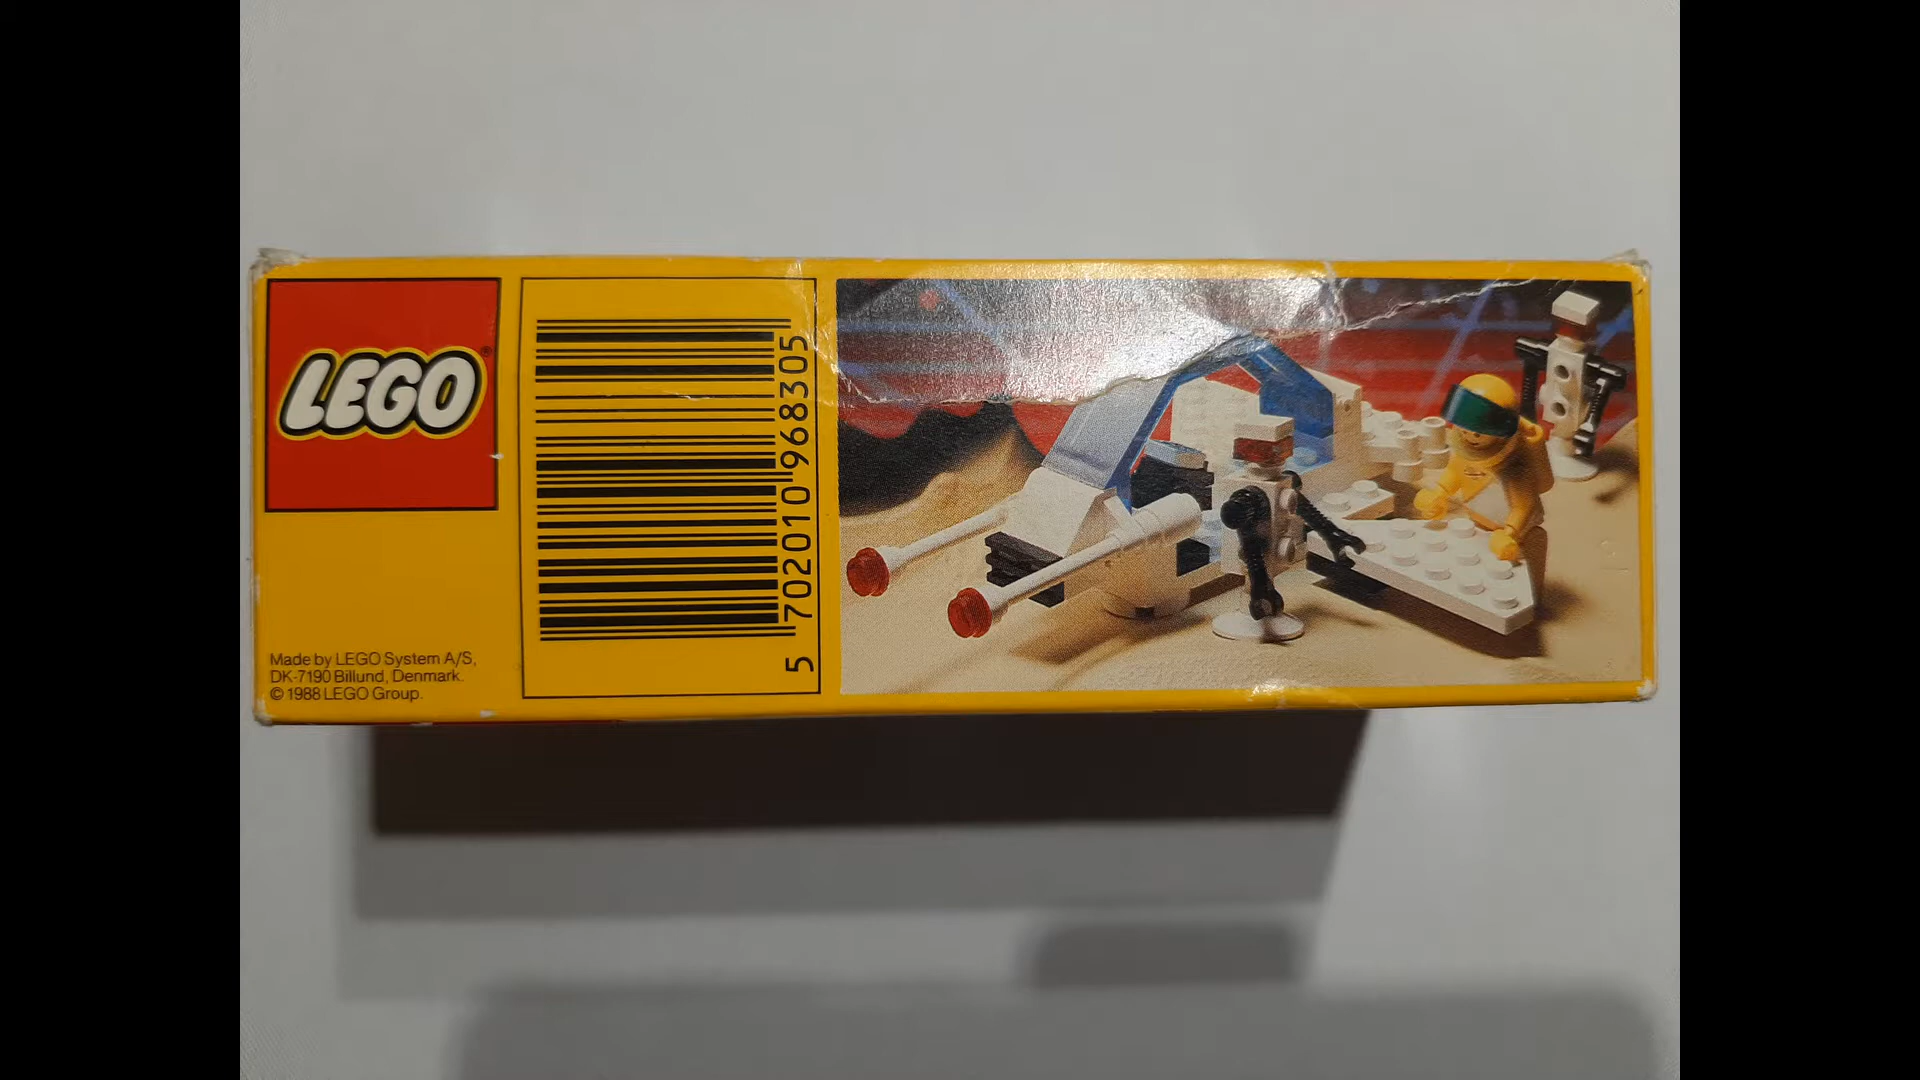 LEGO®
5 702010 968305
Made by LEGO System A/S,
DK-7190 Billund, Denmark.
© 1988 LEGO Group.